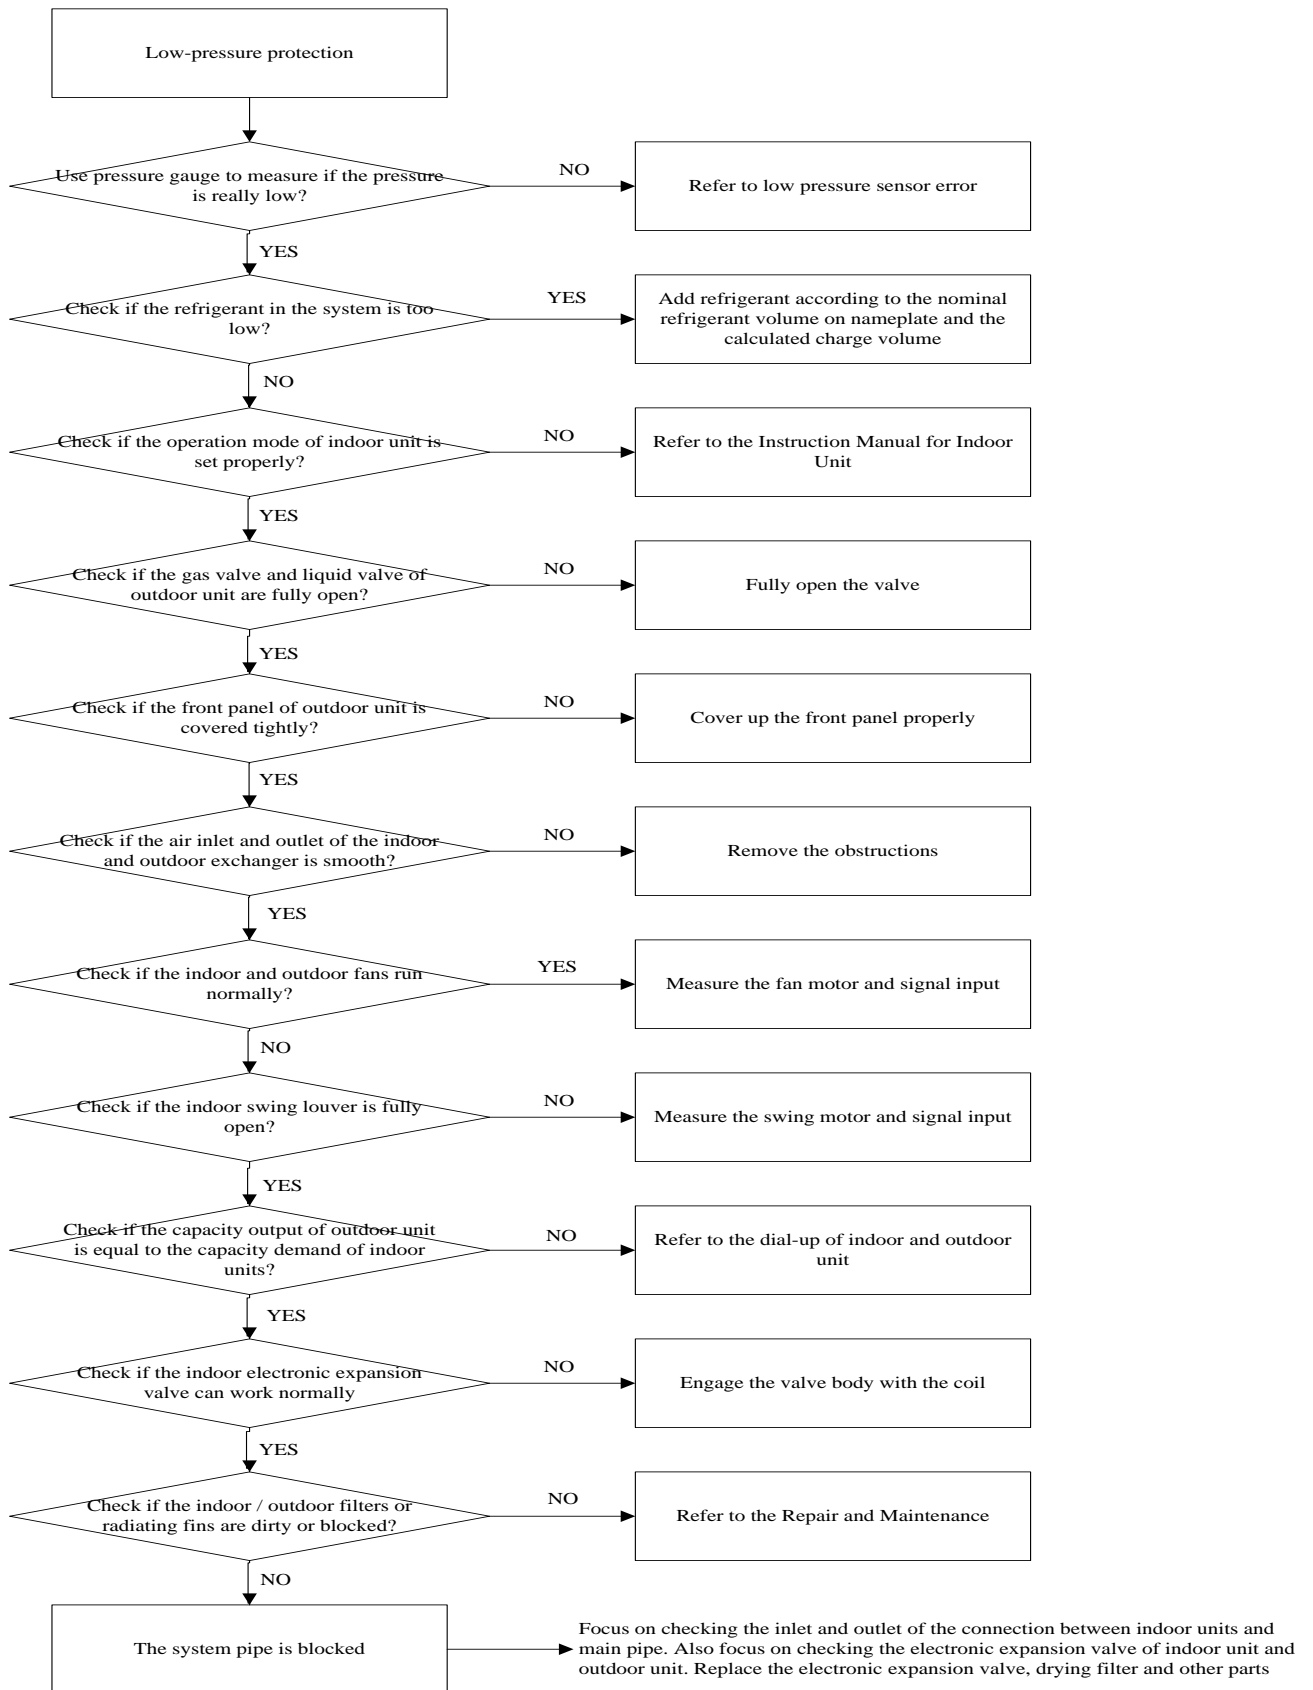 Low-pressure protection
Use pressure gauge to measure if the pressure
is really low?
NO
Refer to low pressure sensor error
YES
Check if the refrigerant in the system is too
low?
YES
Add refrigerant according to the nominal
refrigerant volume on nameplate and the
calculated charge volume
NO
Check if the operation mode of indoor unit is
set properly?
NO
Refer to the Instruction Manual for Indoor
Unit
YES
Check if the gas valve and liquid valve of
outdoor unit are fully open?
NO
Fully open the valve
YES
Check if the front panel of outdoor unit is
covered tightly?
NO
Cover up the front panel properly
YES
Check if the air inlet and outlet of the indoor
and outdoor exchanger is smooth?
NO
Remove the obstructions
YES
Check if the indoor and outdoor fans run
normally?
YES
Measure the fan motor and signal input
NO
Check if the indoor swing louver is fully
open?
NO
Measure the swing motor and signal input
YES
Check if the capacity output of outdoor unit
is equal to the capacity demand of indoor
units?
NO
Refer to the dial-up of indoor and outdoor
unit
YES
Check if the indoor electronic expansion
valve can work normally
NO
Engage the valve body with the coil
YES
Check if the indoor / outdoor filters or
radiating fins are dirty or blocked?
NO
Refer to the Repair and Maintenance
NO
The system pipe is blocked
Focus on checking the inlet and outlet of the connection between indoor units and
main pipe. Also focus on checking the electronic expansion valve of indoor unit and
outdoor unit. Replace the electronic expansion valve, drying filter and other parts